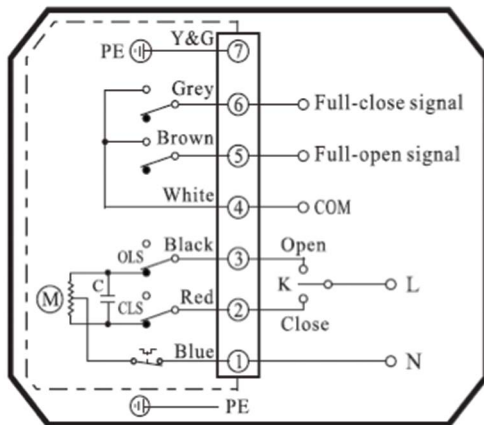 Y&G 7
PE
Grey 6 Full-close signal
Brown 5 Full-open signal
White 4 COM
OLS Black 3 Open
M C K L
CLS Red 2 Close
Blue 1 N
PE